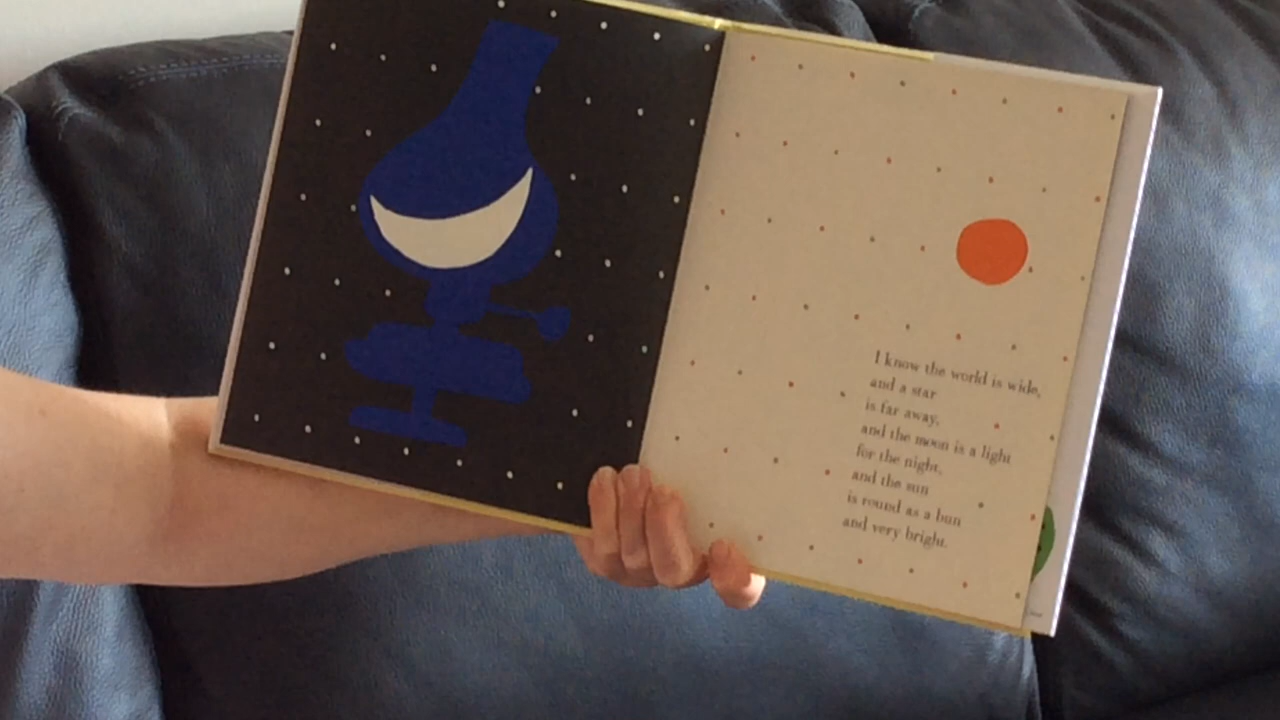 I know the world is wide,
and a star
is far away,
and the moon is a light
for the night,
and the sun
is round as a bun
and very bright.